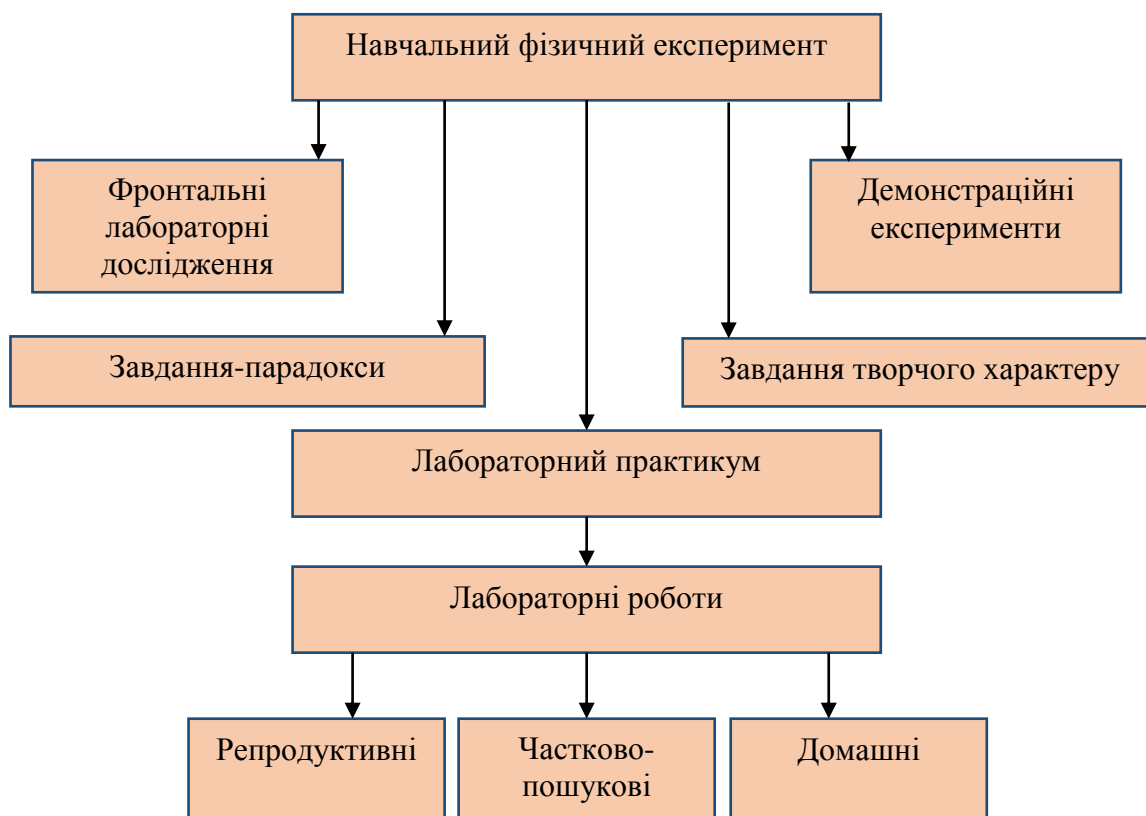 Навчальний фізичний експеримент
Фронтальні
лабораторні
дослідження
Демонстраційні
експерименти
Завдання-парадокси
Завдання творчого характеру
Лабораторний практикум
Лабораторні роботи
Репродуктивні
Частково-
пошукові
Домашні